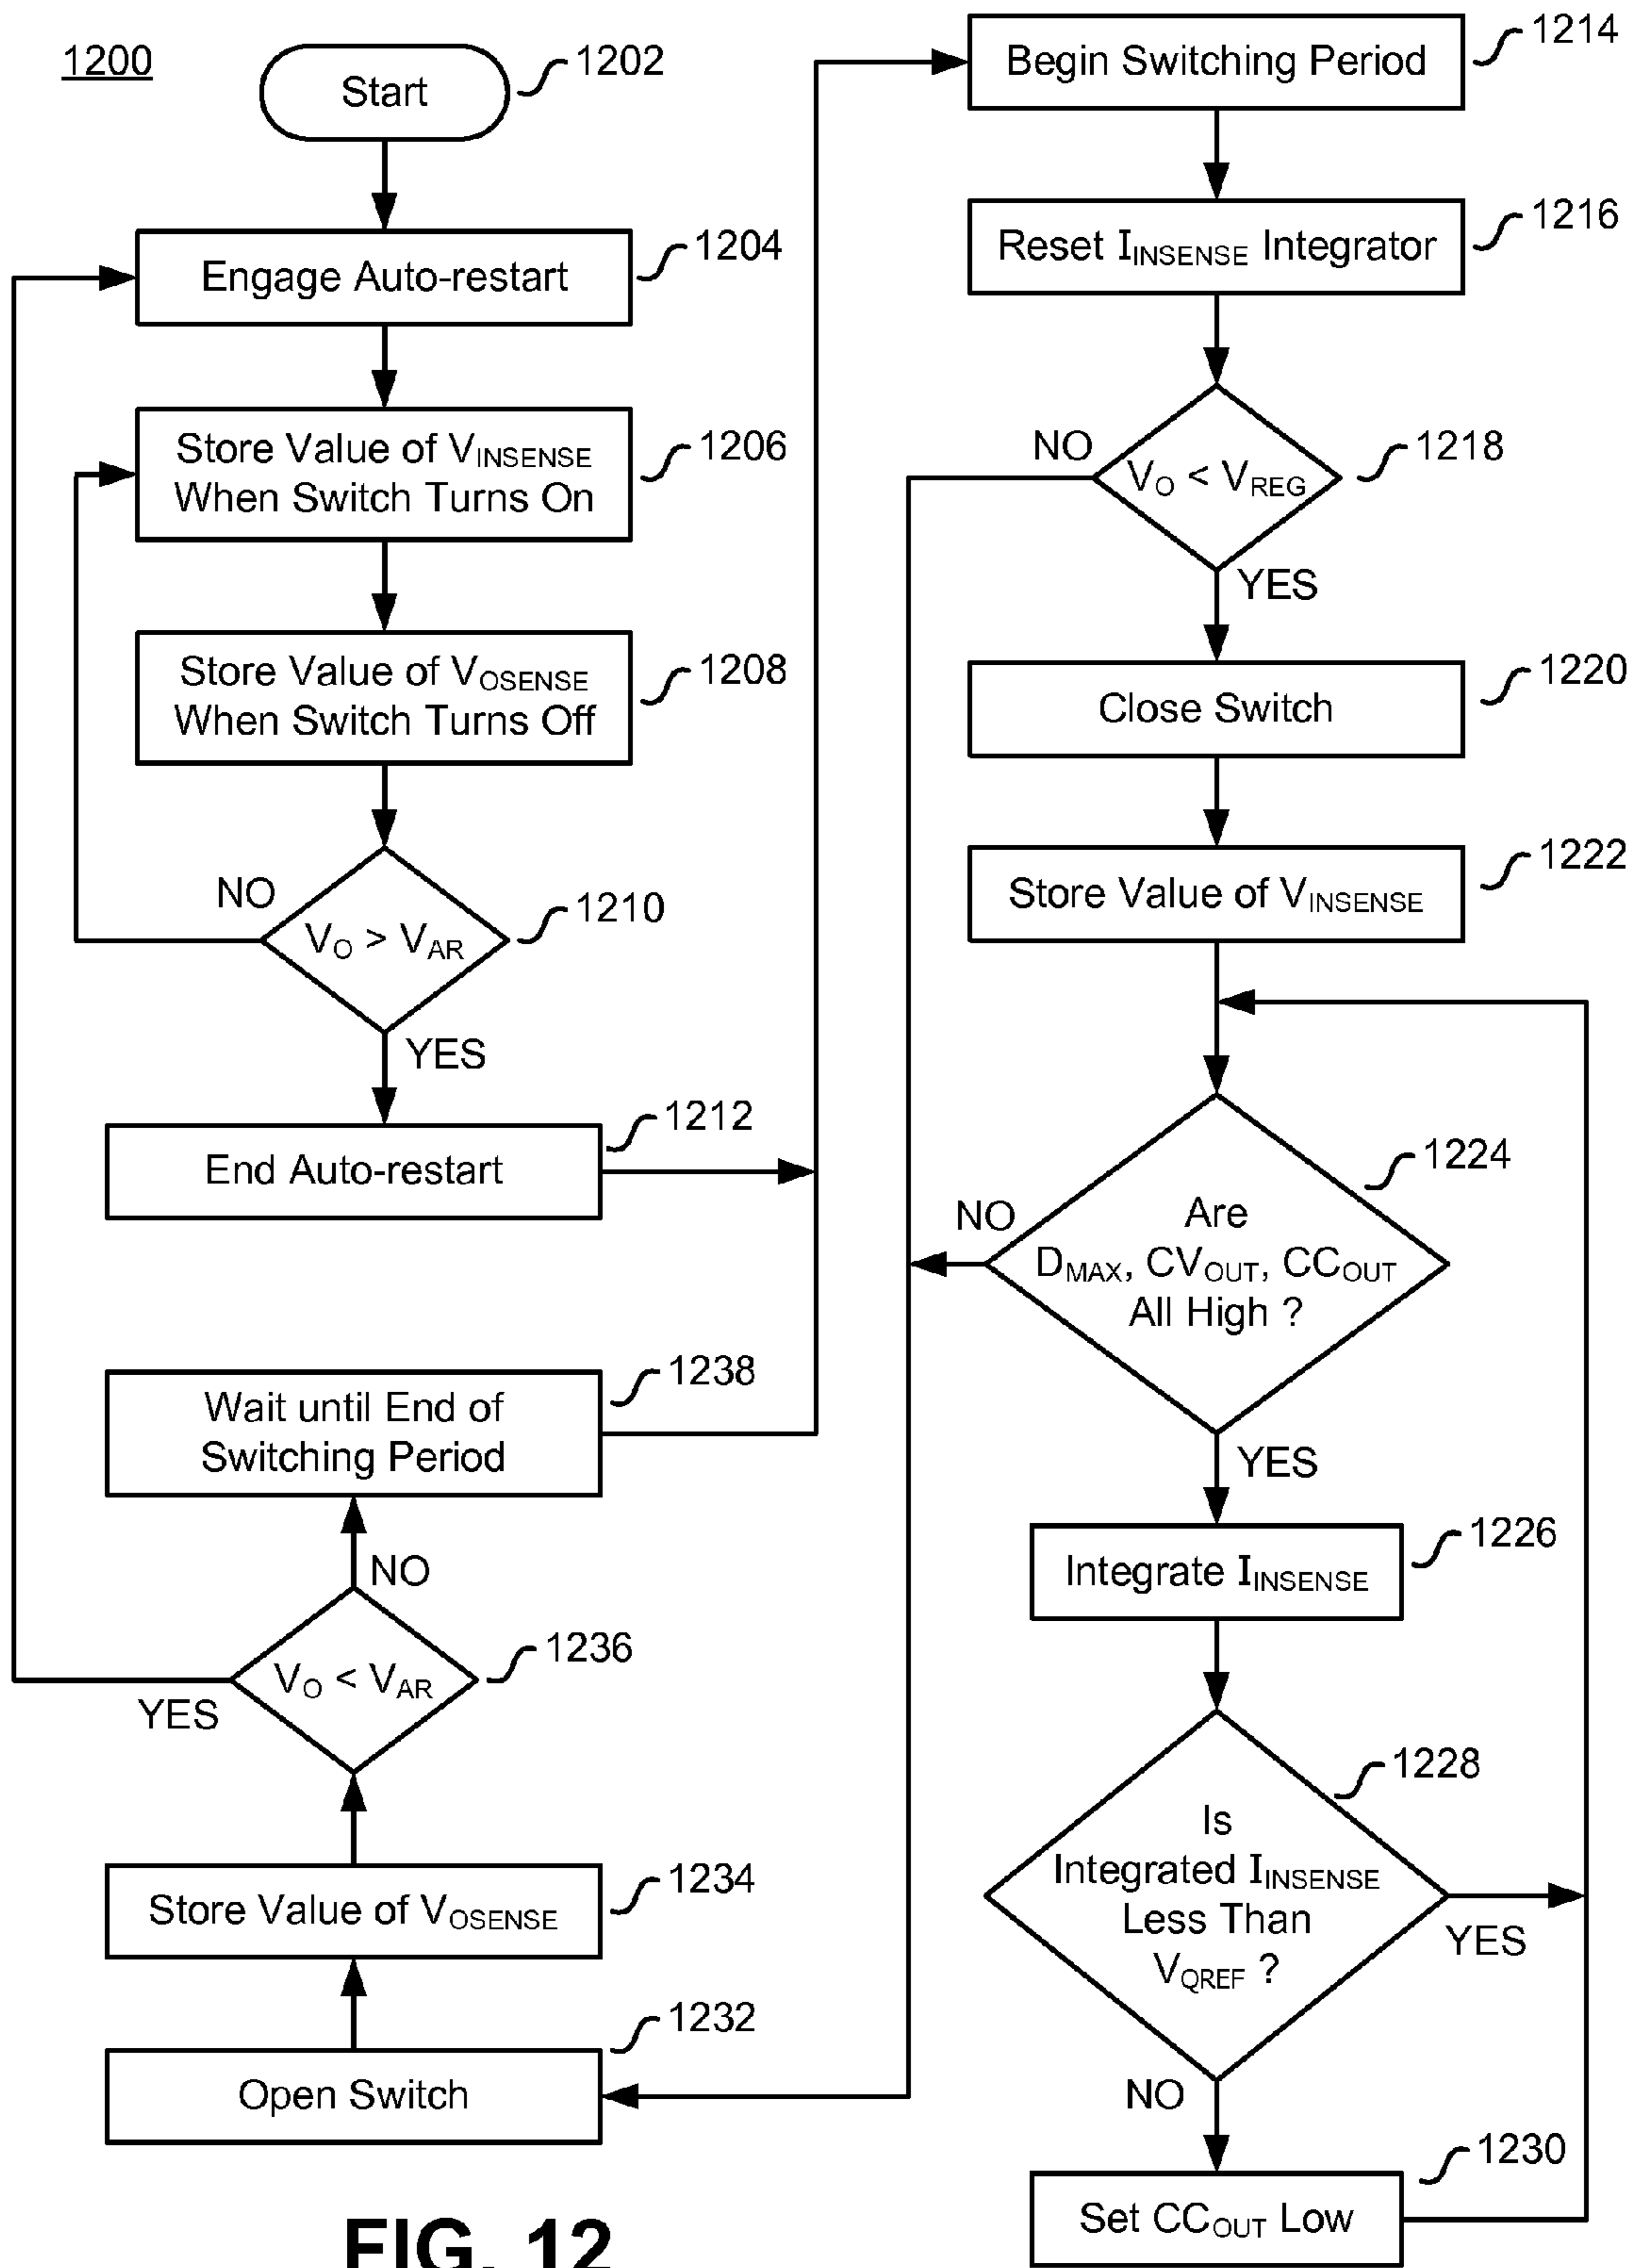 1200
Start
1202
Engage Auto-restart
1204
Store Value of VINSENSE
When Switch Turns On
1206
Store Value of VOSENSE
When Switch Turns Off
1208
NO
VO > VAR
1210
YES
End Auto-restart
1212
Wait until End of
Switching Period
1238
NO
VO < VAR
1236
YES
Store Value of VOSENSE
1234
Open Switch
1232
Begin Switching Period
1214
Reset IINSENSE Integrator
1216
NO
VO < VREG
1218
YES
Close Switch
1220
Store Value of VINSENSE
1222
NO
Are
DMAX, CVOUT, CCOUT
All High ?
1224
YES
Integrate IINSENSE
1226
Is
Integrated IINSENSE
Less Than
VQREF ?
1228
YES
NO
Set CCOUT Low
1230
FIG. 12